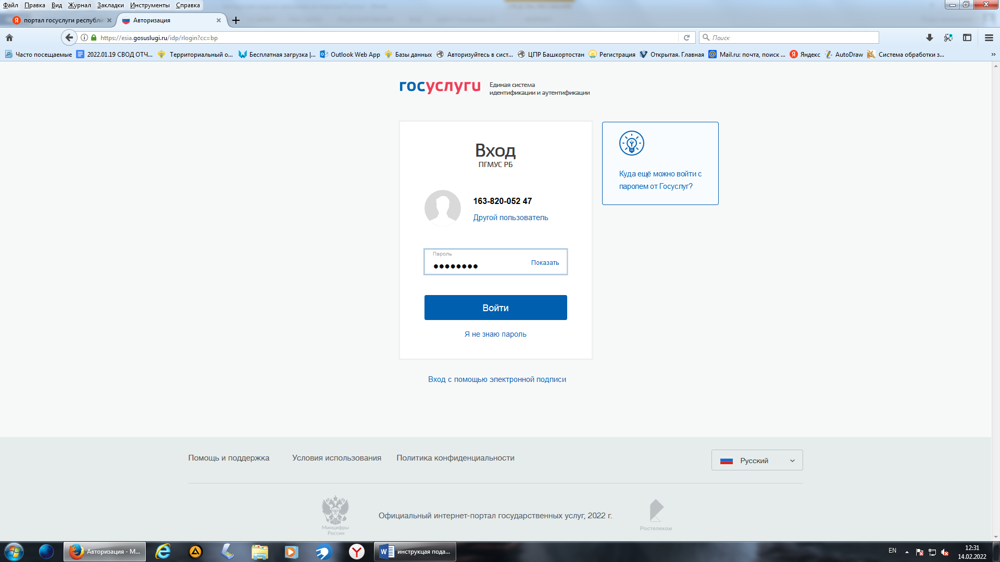 Файл Правка Вид Журнал Закладки Инструменты Справка
портал госуслуги республи
Авторизация
https://esia.gosuslugi.ru/idp/rlogin?cc=bp
Поиск
Часто посещаемые
2022.01.19 СВОД ОТЧ...
Территориальный о...
Бесплатная загрузка |...
Outlook Web App
Базы данных
Авторизуйтесь в сист...
ЦПР Башкортостан
Регистрация
Открытая. Главная
Mail.ru: почта, поиск ...
Яндекс
AutoDraw
Система обработки з...
госуслуги
Единая система
идентификации и аутентификации
Вход
ПГМУС РБ
163-820-052 47
Другой пользователь
Пароль
Показать
Войти
Я не знаю пароль
Куда ещё можно войти с
паролем от Госуслуг?
Вход с помощью электронной подписи
Помощь и поддержка
Условия использования
Политика конфиденциальности
Русский
Минцифры
России
Официальный интернет-портал государственных услуг, 2022 г.
Ростелеком
Авторизация - M...
инструкцая пода...
EN
12:31
14.02.2022